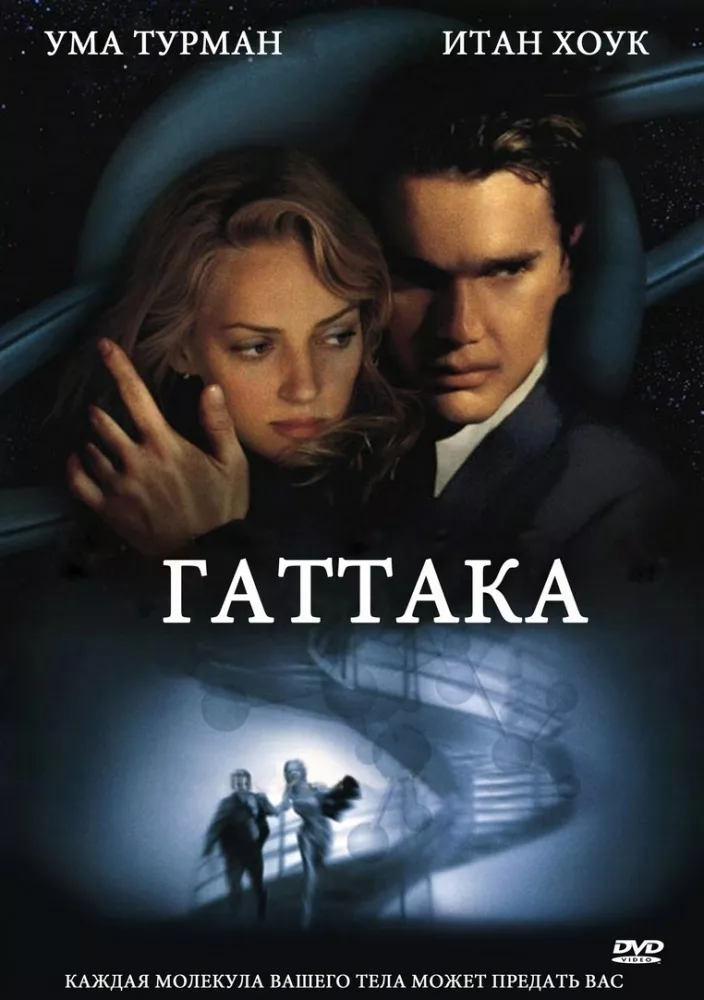 УМА ТУРМАН ИТАН ХОУК
ГАТТАКА
DVD
VIDEO
КАЖДАЯ МОЛЕКУЛА ВАШЕГО ТЕЛА МОЖЕТ ПРЕДАТЬ ВАС